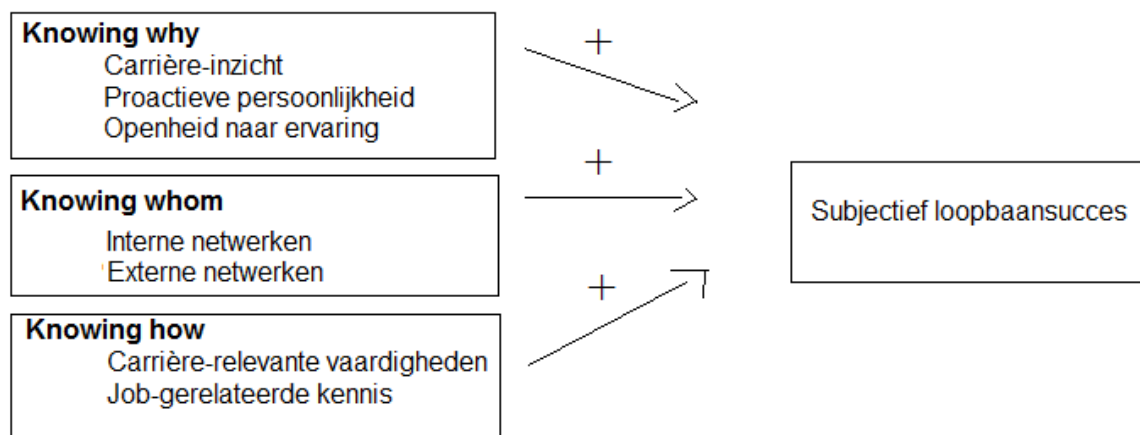 Knowing why
Carrière-inzicht
Proactieve persoonlijkheid
Openheid naar ervaring
+
Knowing whom
Interne netwerken
Externe netwerken
+
Subjectief loopbaansucces
Knowing how
Carrière-relevante vaardigheden
Job-gerelateerde kennis
+